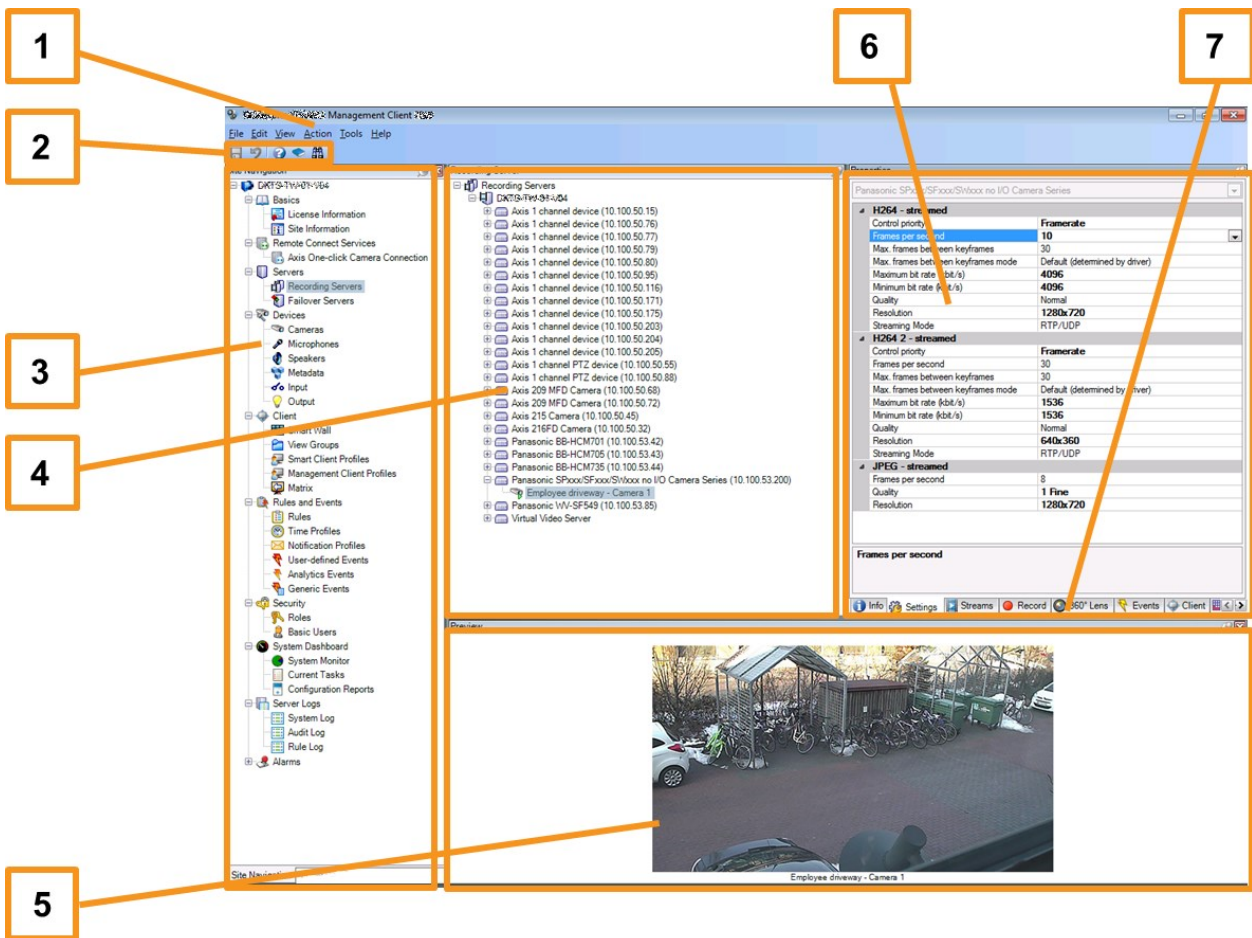 1
6
7
2
3
4
5
Management Client
File Edit View Action Tools Help
Site Navigation
Basics
License Information
Site Information
Remote Connect Services
Axis One-click Camera Connection
Servers
Recording Servers
Failover Servers
Devices
Cameras
Microphones
Speakers
Metadata
Input
Output
Client
Smart Wall
View Groups
Smart Client Profiles
Management Client Profiles
Matrix
Rules and Events
Rules
Time Profiles
Notification Profiles
User-defined Events
Analytics Events
Generic Events
Security
Roles
Basic Users
System Dashboard
System Monitor
Current Tasks
Configuration Reports
Server Logs
System Log
Audit Log
Rule Log
Alarms
Site Navigation
Recording Server
Recording Servers
Axis 1 channel device (10.100.50.15)
Axis 1 channel device (10.100.50.76)
Axis 1 channel device (10.100.50.77)
Axis 1 channel device (10.100.50.79)
Axis 1 channel device (10.100.50.80)
Axis 1 channel device (10.100.50.95)
Axis 1 channel device (10.100.50.116)
Axis 1 channel device (10.100.50.171)
Axis 1 channel device (10.100.50.175)
Axis 1 channel device (10.100.50.203)
Axis 1 channel device (10.100.50.204)
Axis 1 channel device (10.100.50.205)
Axis 1 channel PTZ device (10.100.50.55)
Axis 1 channel PTZ device (10.100.50.88)
Axis 209 MFD Camera (10.100.50.68)
Axis 209 MFD Camera (10.100.50.72)
Axis 215 Camera (10.100.50.45)
Axis 216FD Camera (10.100.50.32)
Panasonic BB-HCM701 (10.100.53.42)
Panasonic BB-HCM705 (10.100.53.43)
Panasonic BB-HCM735 (10.100.53.44)
Panasonic SPxxx/SFxxx/SWxxx no I/O Camera Series (10.100.53.200)
Employee driveway - Camera 1
Panasonic WV-SF549 (10.100.53.85)
Virtual Video Server
Properties
Panasonic SPxxx/SFxxx/SWxxx no I/O Camera Series
H264 - streamed
Control priority Framerate
Frames per second 10
Max. frames between keyframes 30
Max. frames between keyframes mode Default (determined by driver)
Maximum bit rate (kbit/s) 4096
Minimum bit rate (kbit/s) 4096
Quality Normal
Resolution 1280x720
Streaming Mode RTP/UDP
H264 2 - streamed
Control priority Framerate
Frames per second 30
Max. frames between keyframes 30
Max. frames between keyframes mode Default (determined by driver)
Maximum bit rate (kbit/s) 1536
Minimum bit rate (kbit/s) 1536
Quality Normal
Resolution 640x360
Streaming Mode RTP/UDP
JPEG - streamed
Frames per second 8
Quality 1 Fine
Resolution 1280x720
Frames per second
Info Settings Streams Record 360° Lens Events Client
Preview
Employee driveway - Camera 1